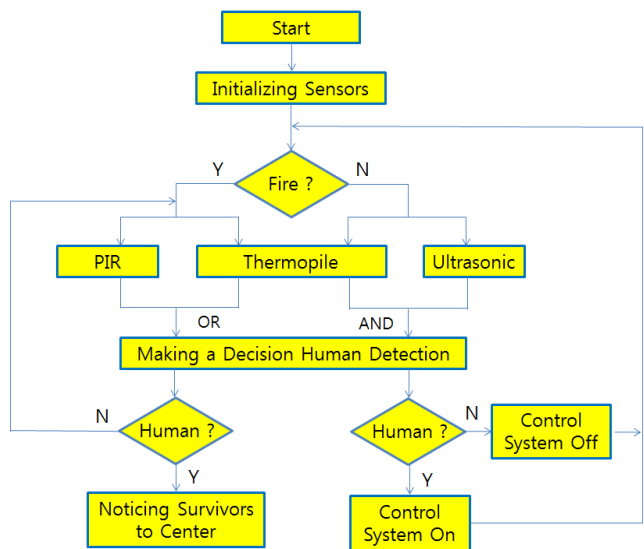 Start
Initializing Sensors
Y
N
Fire ?
PIR
Thermopile
Ultrasonic
OR
AND
Making a Decision Human Detection
N
Human ?
Human ?
N
Control
System Off
Y
Y
Noticing Survivors
to Center
Control
System On